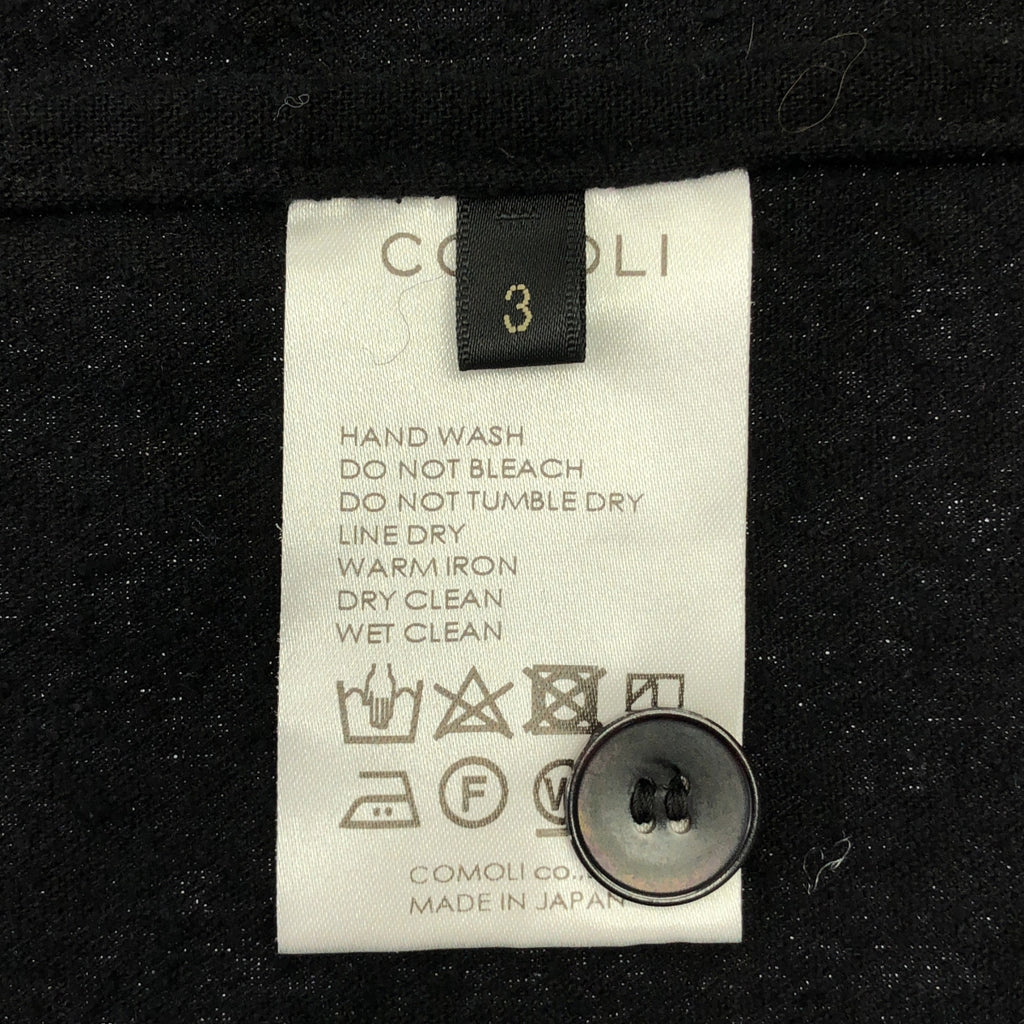 3
HAND WASH
DO NOT BLEACH
DO NOT TUMBLE DRY
LINE DRY
WARM IRON
DRY CLEAN
WET CLEAN
F
W
COMOLI co.,
MADE IN JAPAN